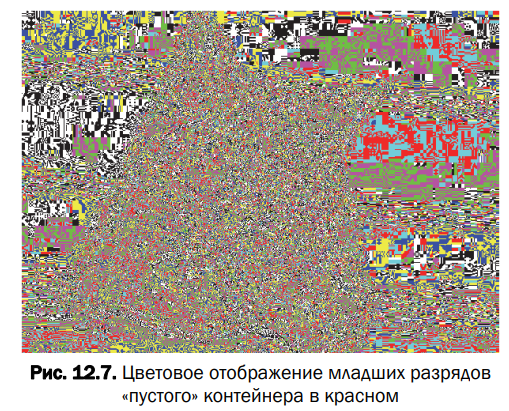 Рис. 12.7. Цветовое отображение младших разрядов
«пустого» контейнера в красном